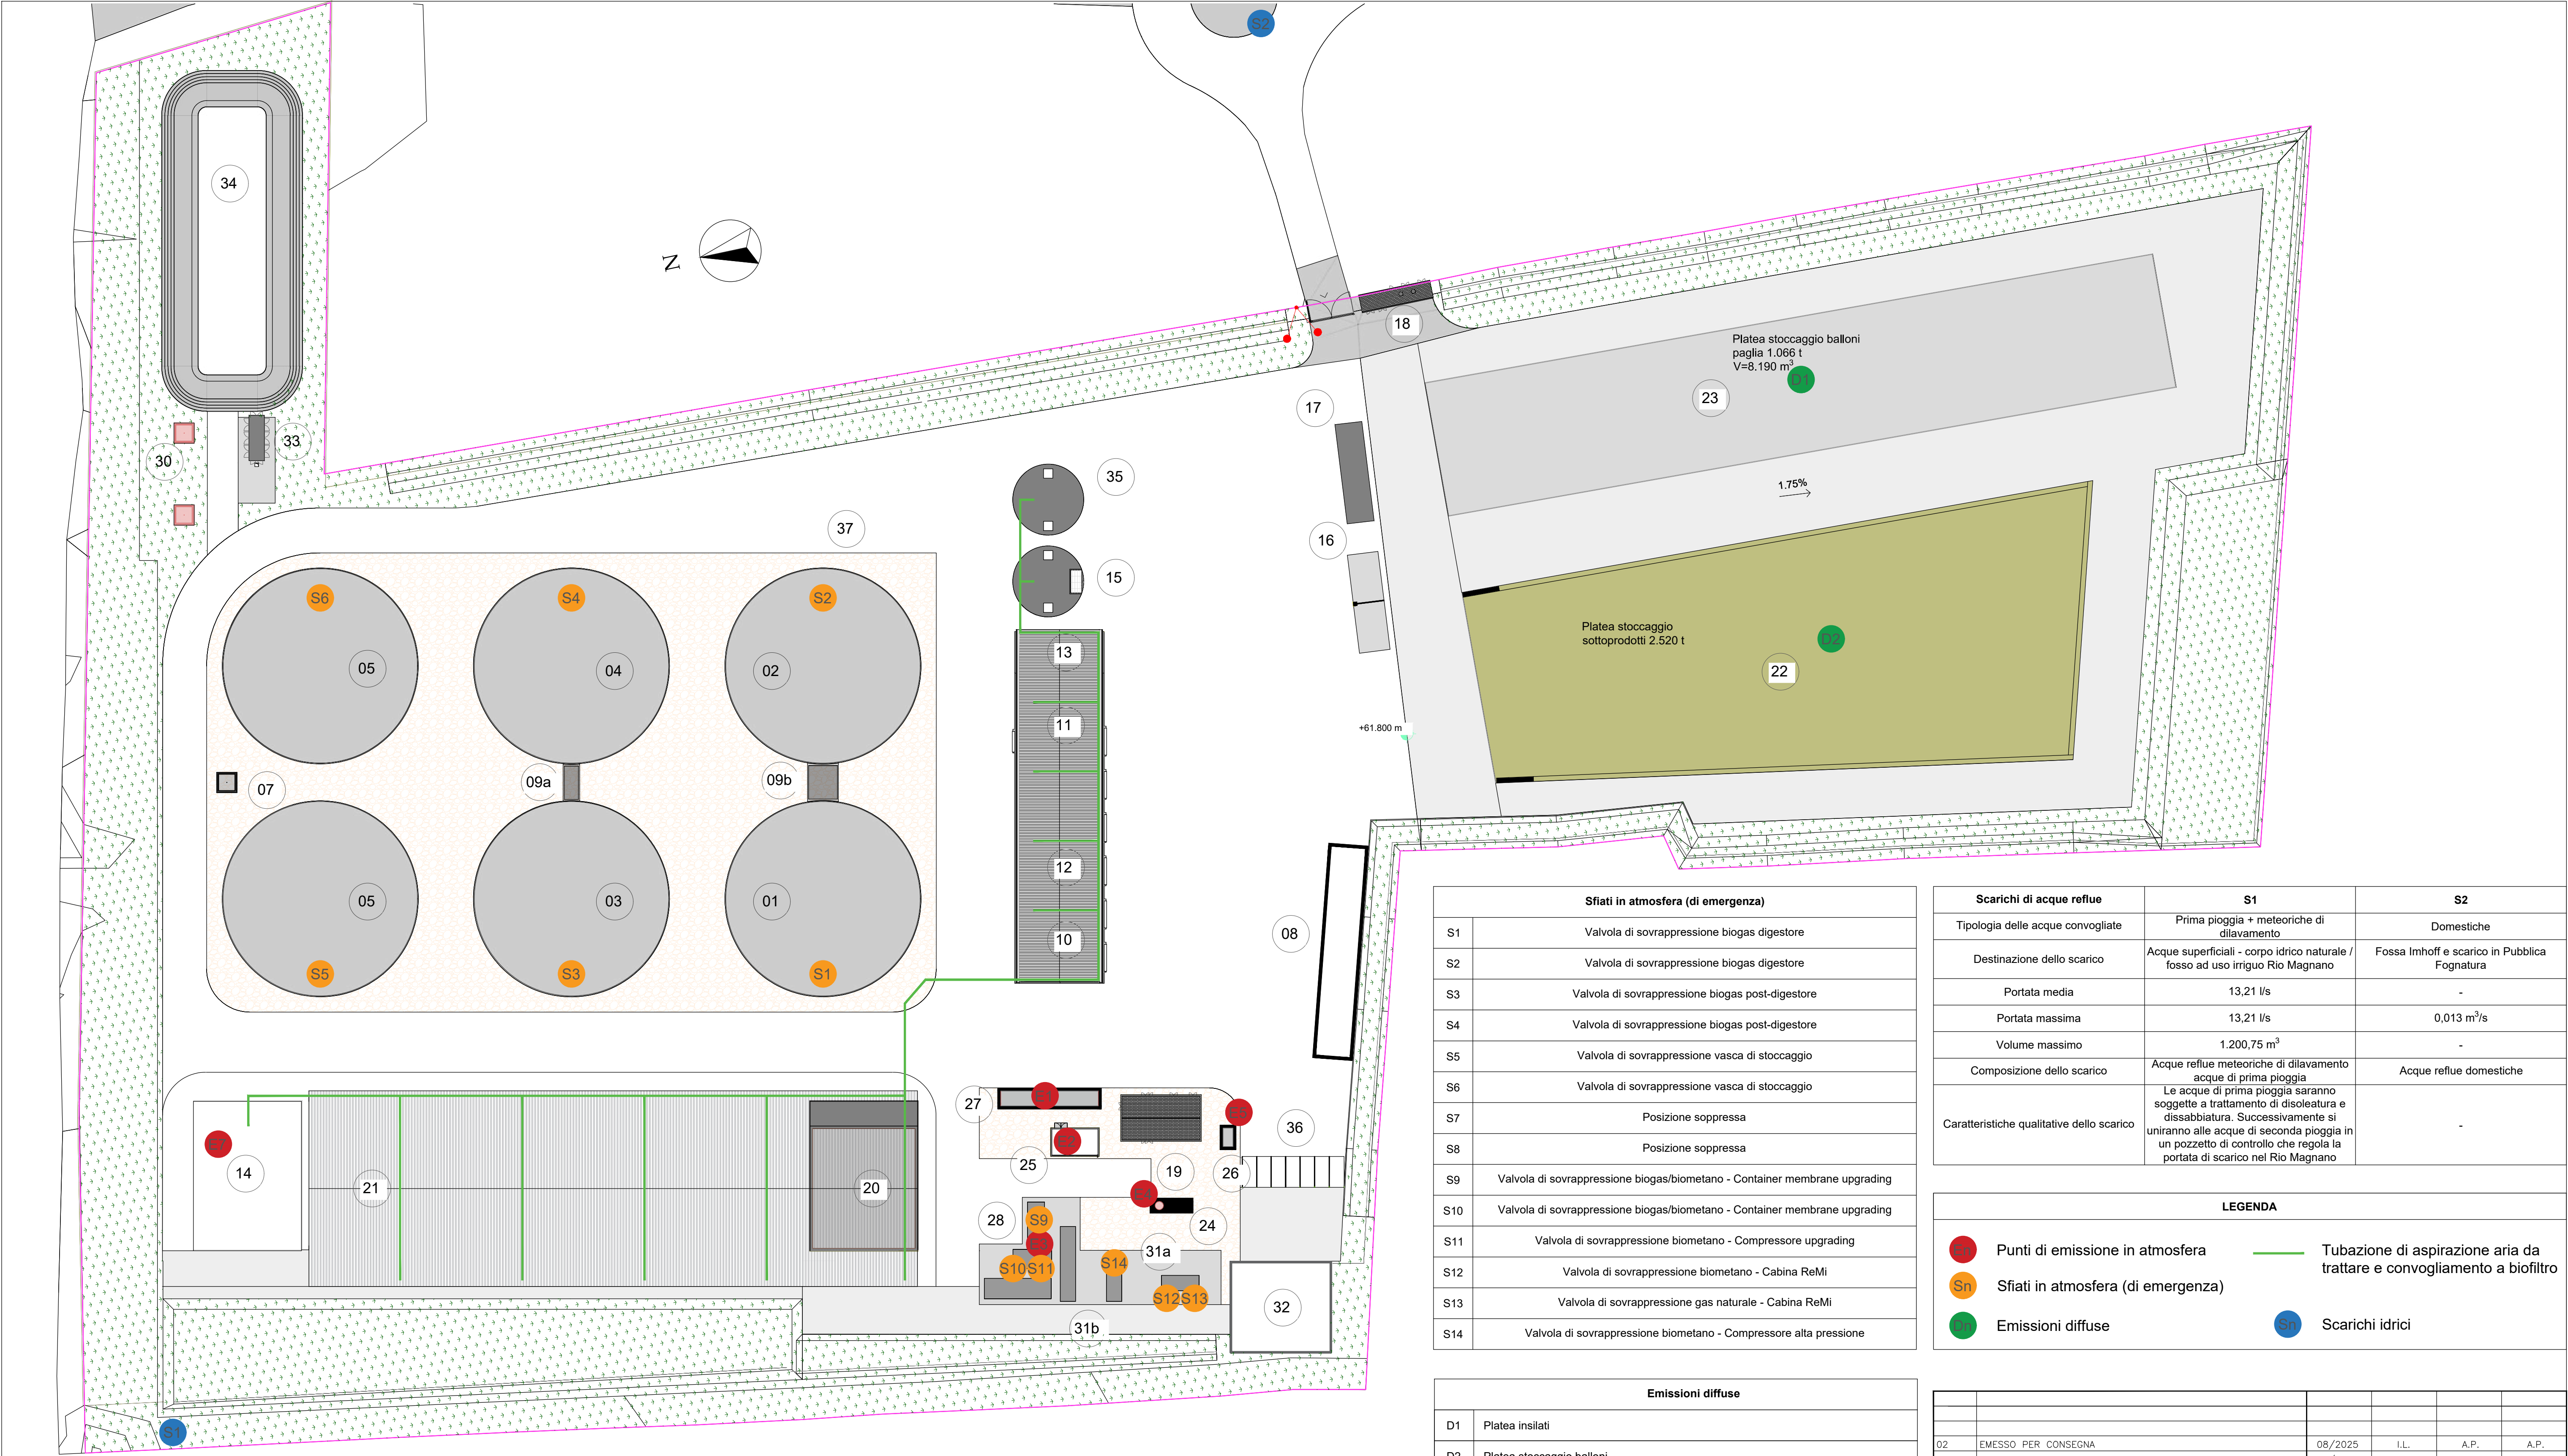 S2
34
N
18
Platea stoccaggio balloni
paglia 1.066 t
V=8.190 m³
D1
23
17
33
30
35
1.75%
37
16
15
S6
S4
S2
Platea stoccaggio
sottoprodotti 2.520 t
D2
13
05
04
02
22
11
+61.800 m
09a
09b
07
12
05
03
01
08
10
S5
S3
S1
27
E2
36
14
25
19
26
21
20
28
S9
24
31a
S10
S11
S14
S12
S13
32
31b
S1
Sfiati in atmosfera (di emergenza)
S1 Valvola di sovrappressione biogas digestore
S2 Valvola di sovrappressione biogas digestore
S3 Valvola di sovrappressione biogas post-digestore
S4 Valvola di sovrappressione biogas post-digestore
S5 Valvola di sovrappressione vasca di stoccaggio
S6 Valvola di sovrappressione vasca di stoccaggio
S7 Posizione soppressa
S8 Posizione soppressa
S9 Valvola di sovrappressione biogas/biometano - Container membrane upgrading
S10 Valvola di sovrappressione biogas/biometano - Container membrane upgrading
S11 Valvola di sovrappressione biometano - Compressore upgrading
S12 Valvola di sovrappressione biometano - Cabina ReMi
S13 Valvola di sovrappressione gas naturale - Cabina ReMi
S14 Valvola di sovrappressione biometano - Compressore alta pressione
Emissioni diffuse
D1 Platea insilati
D2 Platea stoccaggio balloni
Scarichi di acque reflue S1 S2
Tipologia delle acque convogliate
Prima pioggia + meteoriche di
dilavamento
Domestiche
Destinazione dello scarico
Acque superficiali - corpo idrico naturale /
fosso ad uso irriguo Rio Magnano
Fossa Imhoff e scarico in Pubblica
Fognatura
Portata media 13,21 l/s -
Portata massima 13,21 l/s 0,013 m³/s
Volume massimo 1.200,75 m³ -
Composizione dello scarico
Acque reflue meteoriche di dilavamento
acque di prima pioggia
Acque reflue domestiche
Caratteristiche qualitative dello scarico
Le acque di prima pioggia saranno
soggette a trattamento di disoleatura e
dissabbiatura. Successivamente si
uniranno alle acque di seconda pioggia in
un pozzetto di controllo che regola la
portata di scarico nel Rio Magnano
-
LEGENDA
En Punti di emissione in atmosfera
Tubazione di aspirazione aria da
trattare e convogliamento a biofiltro
Sn Sfiati in atmosfera (di emergenza)
Dn Emissioni diffuse
Sn Scarichi idrici
02 EMESSO PER CONSEGNA 08/2025 I.L. A.P. A.P.